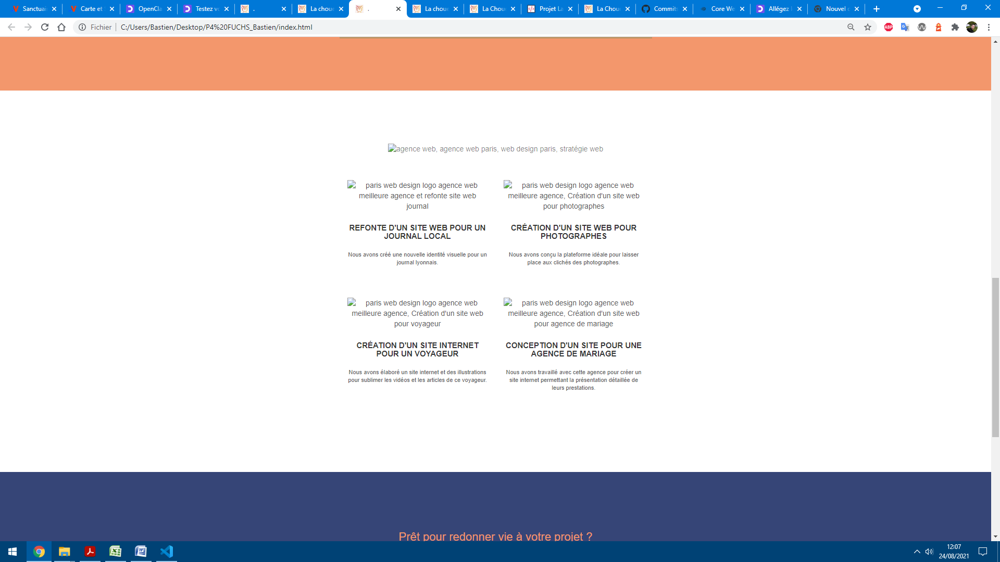 Sanctuai
Carte et
OpenCla
Testez vo
.
La choue
.
La choue
La Chou
Projet La
La Chou
Commits
Core We
Allégez
Nouvel
Fichier
C:/Users/Bastien/Desktop/P4%20FUCHS_Bastien/index.html
ABP
agence web, agence web paris, web design paris, stratégie web
paris web design logo agence web
meilleure agence et refonte site web
journal
REFONTE D'UN SITE WEB POUR UN
JOURNAL LOCAL
Nous avons créé une nouvelle identité visuelle pour un
journal lyonnais.
paris web design logo agence web
meilleure agence, Création d'un site web
pour photographes
CRÉATION D'UN SITE WEB POUR
PHOTOGRAPHES
Nous avons conçu la plateforme idéale pour laisser
place aux clichés des photographes.
paris web design logo agence web
meilleure agence, Création d'un site web
pour voyageur
CRÉATION D'UN SITE INTERNET
POUR UN VOYAGEUR
Nous avons élaboré un site internet et des illustrations
pour sublimer les vidéos et les articles de ce voyageur.
paris web design logo agence web
meilleure agence, Création d'un site web
pour agence de mariage
CONCEPTION D'UN SITE POUR UNE
AGENCE DE MARIAGE
Nous avons travaillé avec cette agence pour créer un
site internet permettant la présentation détaillée de
leurs prestations.
Prêt pour redonner vie à votre projet ?
12:07
24/08/2021